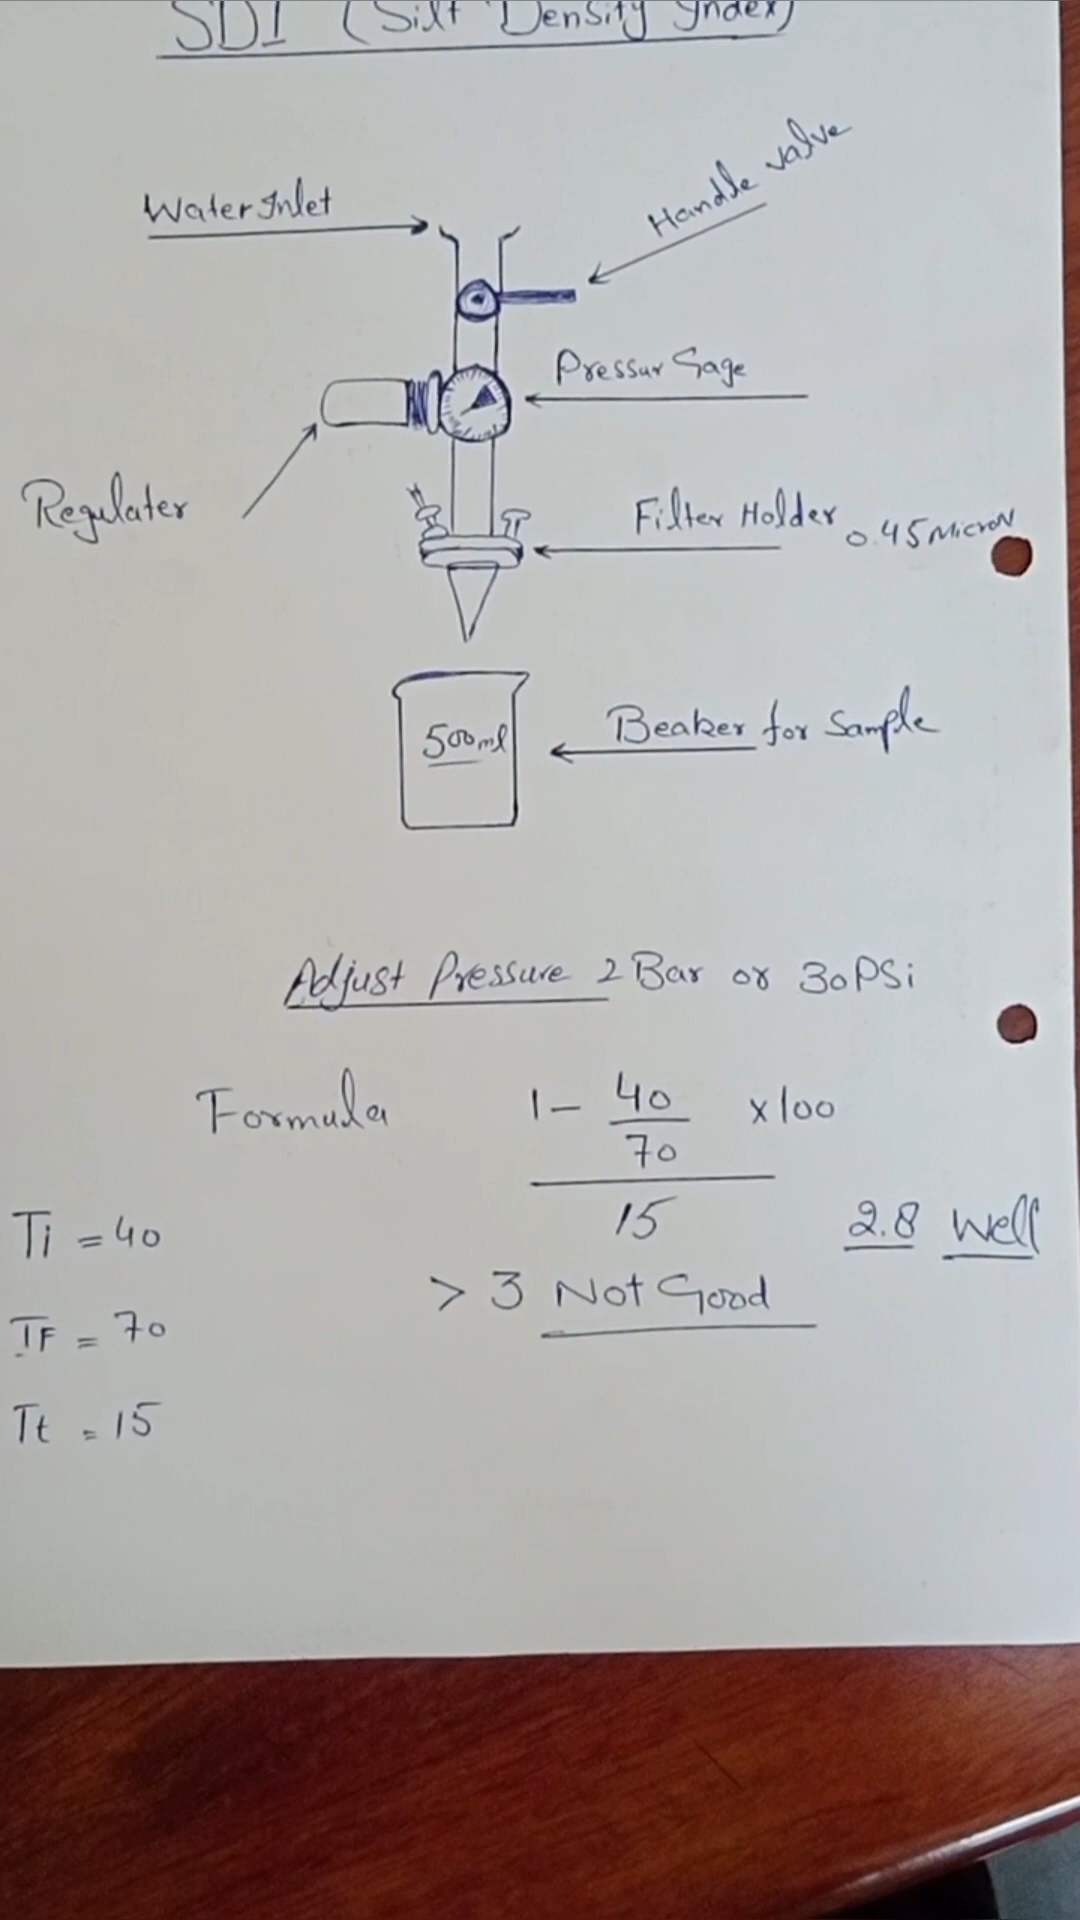 SDI (Silt Density Index)
Water Inlet
Handle valve
Pressur Gage
Regulater
Filter Holder 0.45 Micron
500ml
Beaker for Sample
Adjust Pressure 2 Bar or 30 PSi
Formula
1 - 40 x 100
70
15
Ti = 40
2.8 Well
> 3 Not Good
TF = 70
Tt = 15